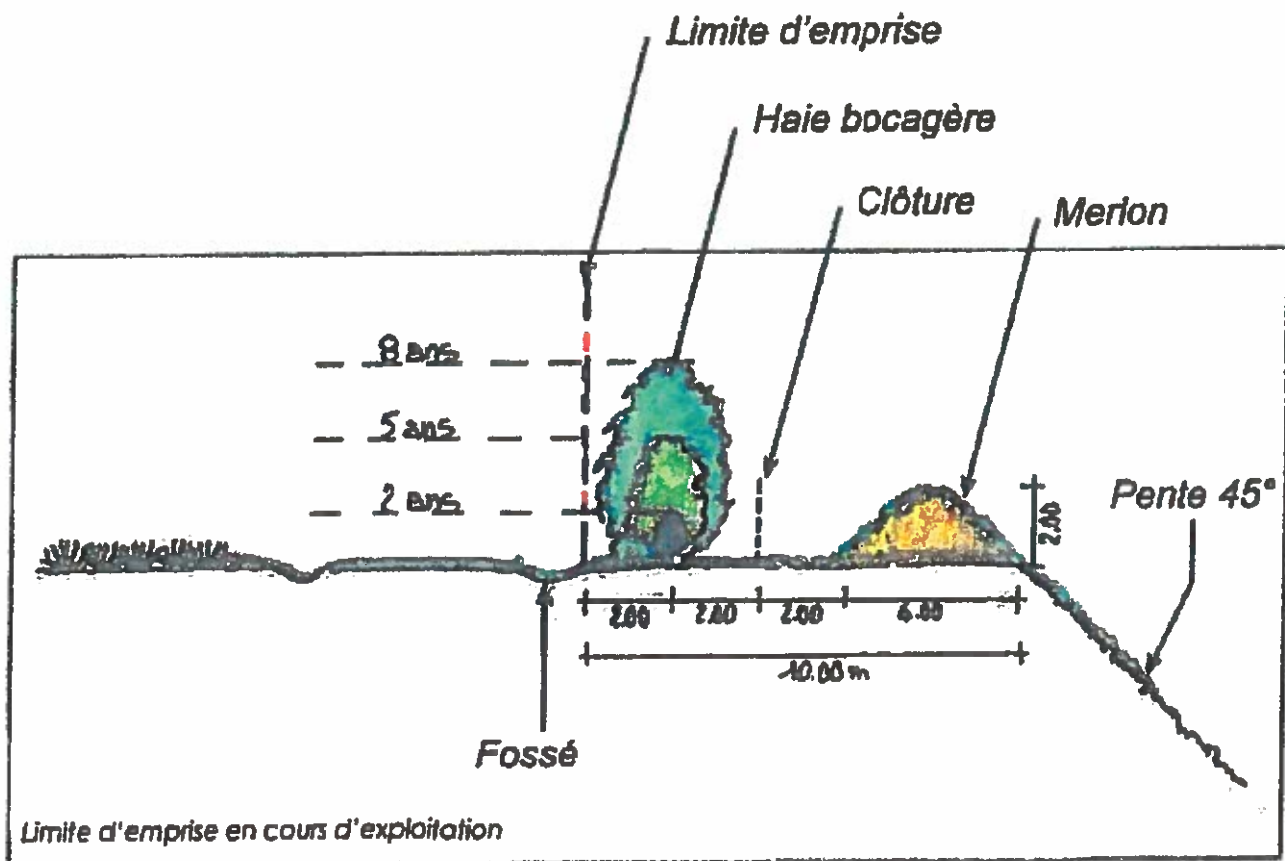 Limite d'emprise
Haie bocagère
Clôture
Merlon
8 ans
5 ans
2 ans
Pente 45°
2.00
2.00
2.00
2.00
4.00
10.00 m
Fossé
Limite d'emprise en cours d'exploitation